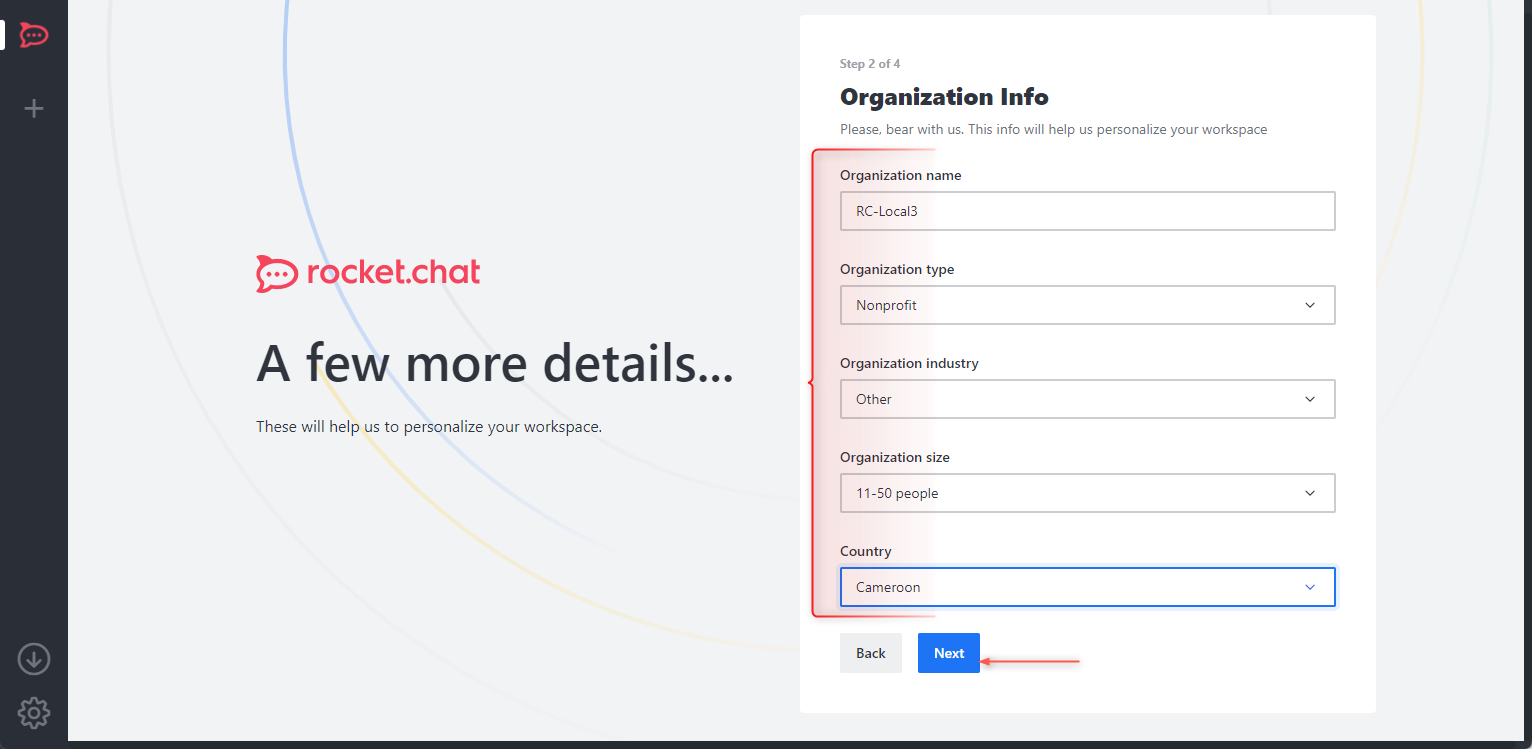 rocket.chat
A few more details...
These will help us to personalize your workspace.
Step 2 of 4
Organization Info
Please, bear with us. This info will help us personalize your workspace
Organization name
RC-Local3
Organization type
Nonprofit
Organization industry
Other
Organization size
11-50 people
Country
Cameroon
Back
Next